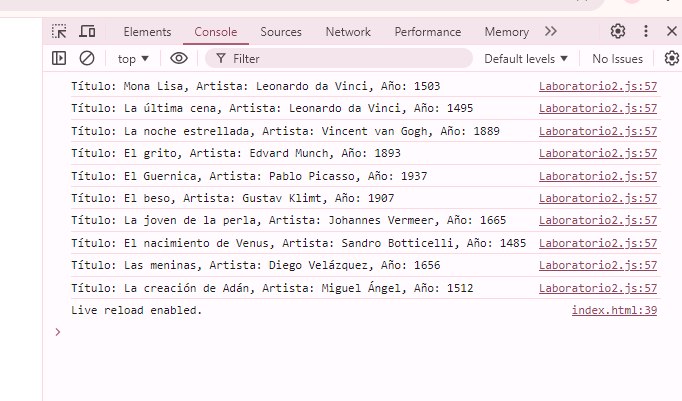 Elements Console Sources Network Performance Memory
top Filter Default levels No Issues
Título: Mona Lisa, Artista: Leonardo da Vinci, Año: 1503 Laboratorio2.js:57
Título: La última cena, Artista: Leonardo da Vinci, Año: 1495 Laboratorio2.js:57
Título: La noche estrellada, Artista: Vincent van Gogh, Año: 1889 Laboratorio2.js:57
Título: El grito, Artista: Edvard Munch, Año: 1893 Laboratorio2.js:57
Título: El Guernica, Artista: Pablo Picasso, Año: 1937 Laboratorio2.js:57
Título: El beso, Artista: Gustav Klimt, Año: 1907 Laboratorio2.js:57
Título: La joven de la perla, Artista: Johannes Vermeer, Año: 1665 Laboratorio2.js:57
Título: El nacimiento de Venus, Artista: Sandro Botticelli, Año: 1485 Laboratorio2.js:57
Título: Las meninas, Artista: Diego Velázquez, Año: 1656 Laboratorio2.js:57
Título: La creación de Adán, Artista: Miguel Ángel, Año: 1512 Laboratorio2.js:57
Live reload enabled. index.html:39